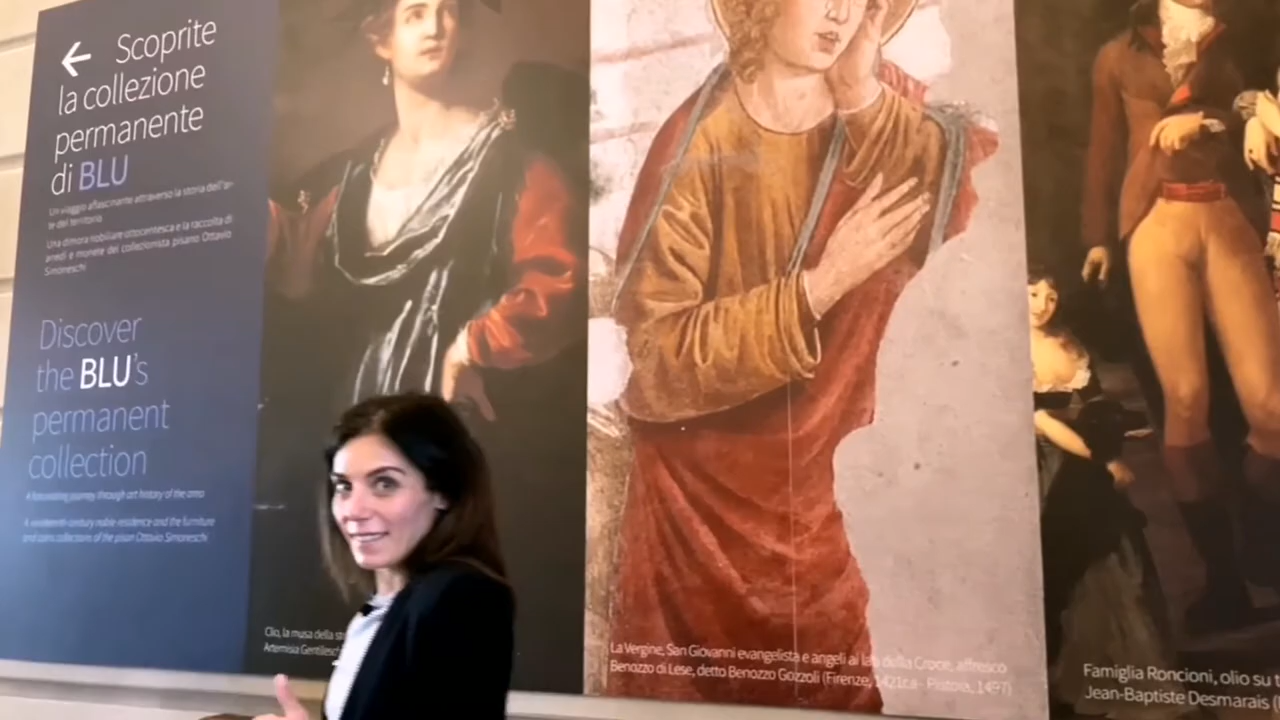 Scoprite
la collezione
permanente
di BLU
Un viaggio affascinante attraverso la storia dell'ar-
te del territorio
Una dimora nobiliare ottocentesca e la raccolta di
arredi e monete del collezionista pisano Ottavio
Simoneschi
Discover
the BLU's
permanent
collection
A fascinating journey through art history of the area
A nineteenth century noble residence and the furniture
and coins collections of the pisan Ottavio Simoneschi
Clio, la musa della
Artemisia Gentilesch
La Vergine, San Giovanni evangelista e angeli ai lati della Croce, affresco
Benozzo di Lese, detto Benozzo Gozzoli (Firenze, 1421c.a - Pistoia, 1497)
Famiglia Roncioni, olio su
Jean-Baptiste Desmarais (